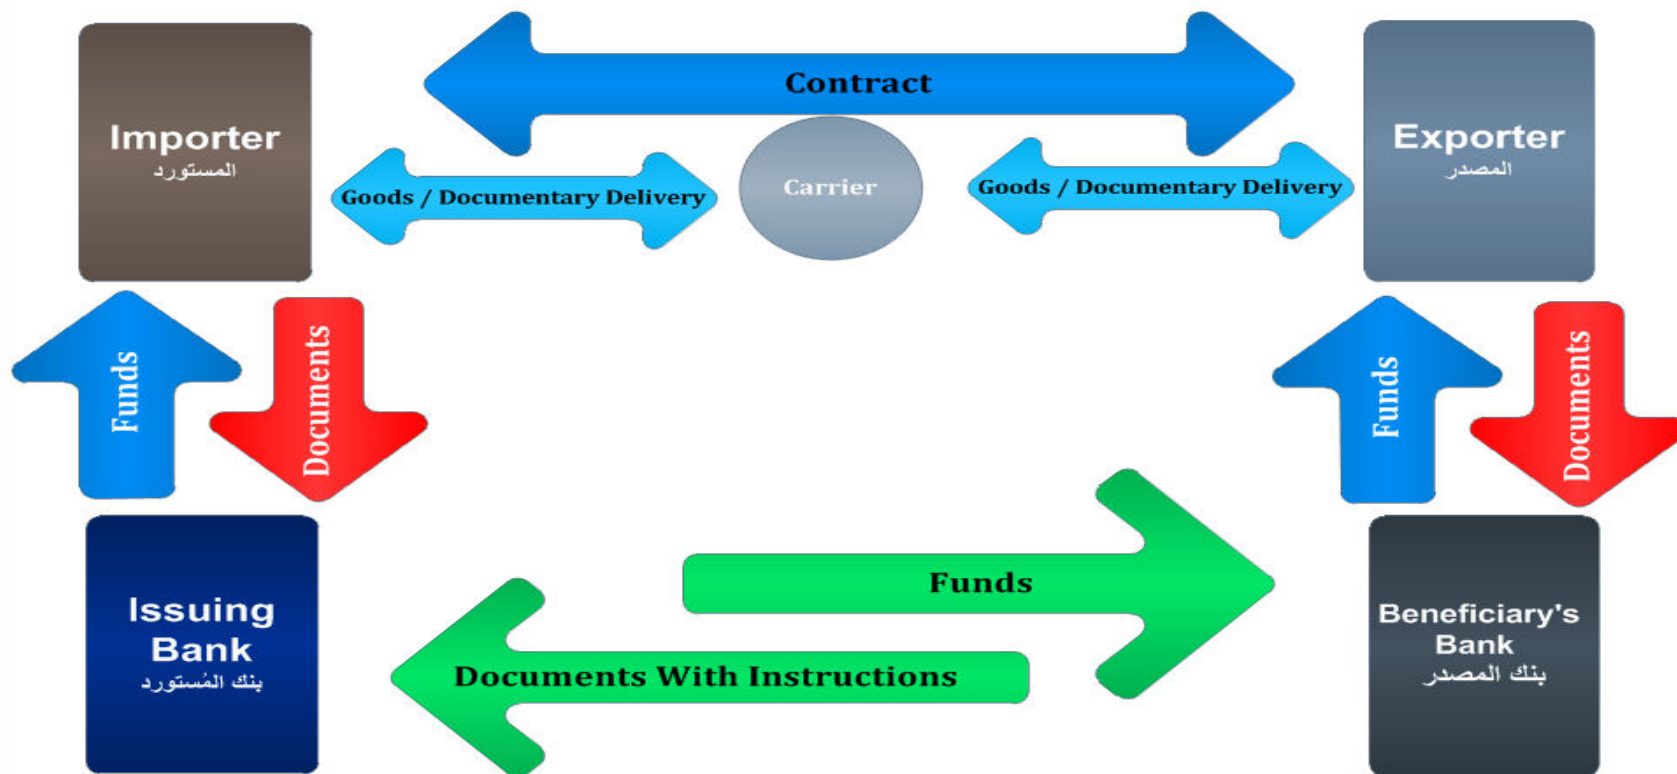 Contract
Importer
المستورد
Exporter
المصدر
Goods / Documentary Delivery
Carrier
Goods / Documentary Delivery
Funds
Documents
Funds
Documents
Issuing
Bank
بنك المُستورد
Funds
Documents With Instructions
Beneficiary's
Bank
بنك المصدر